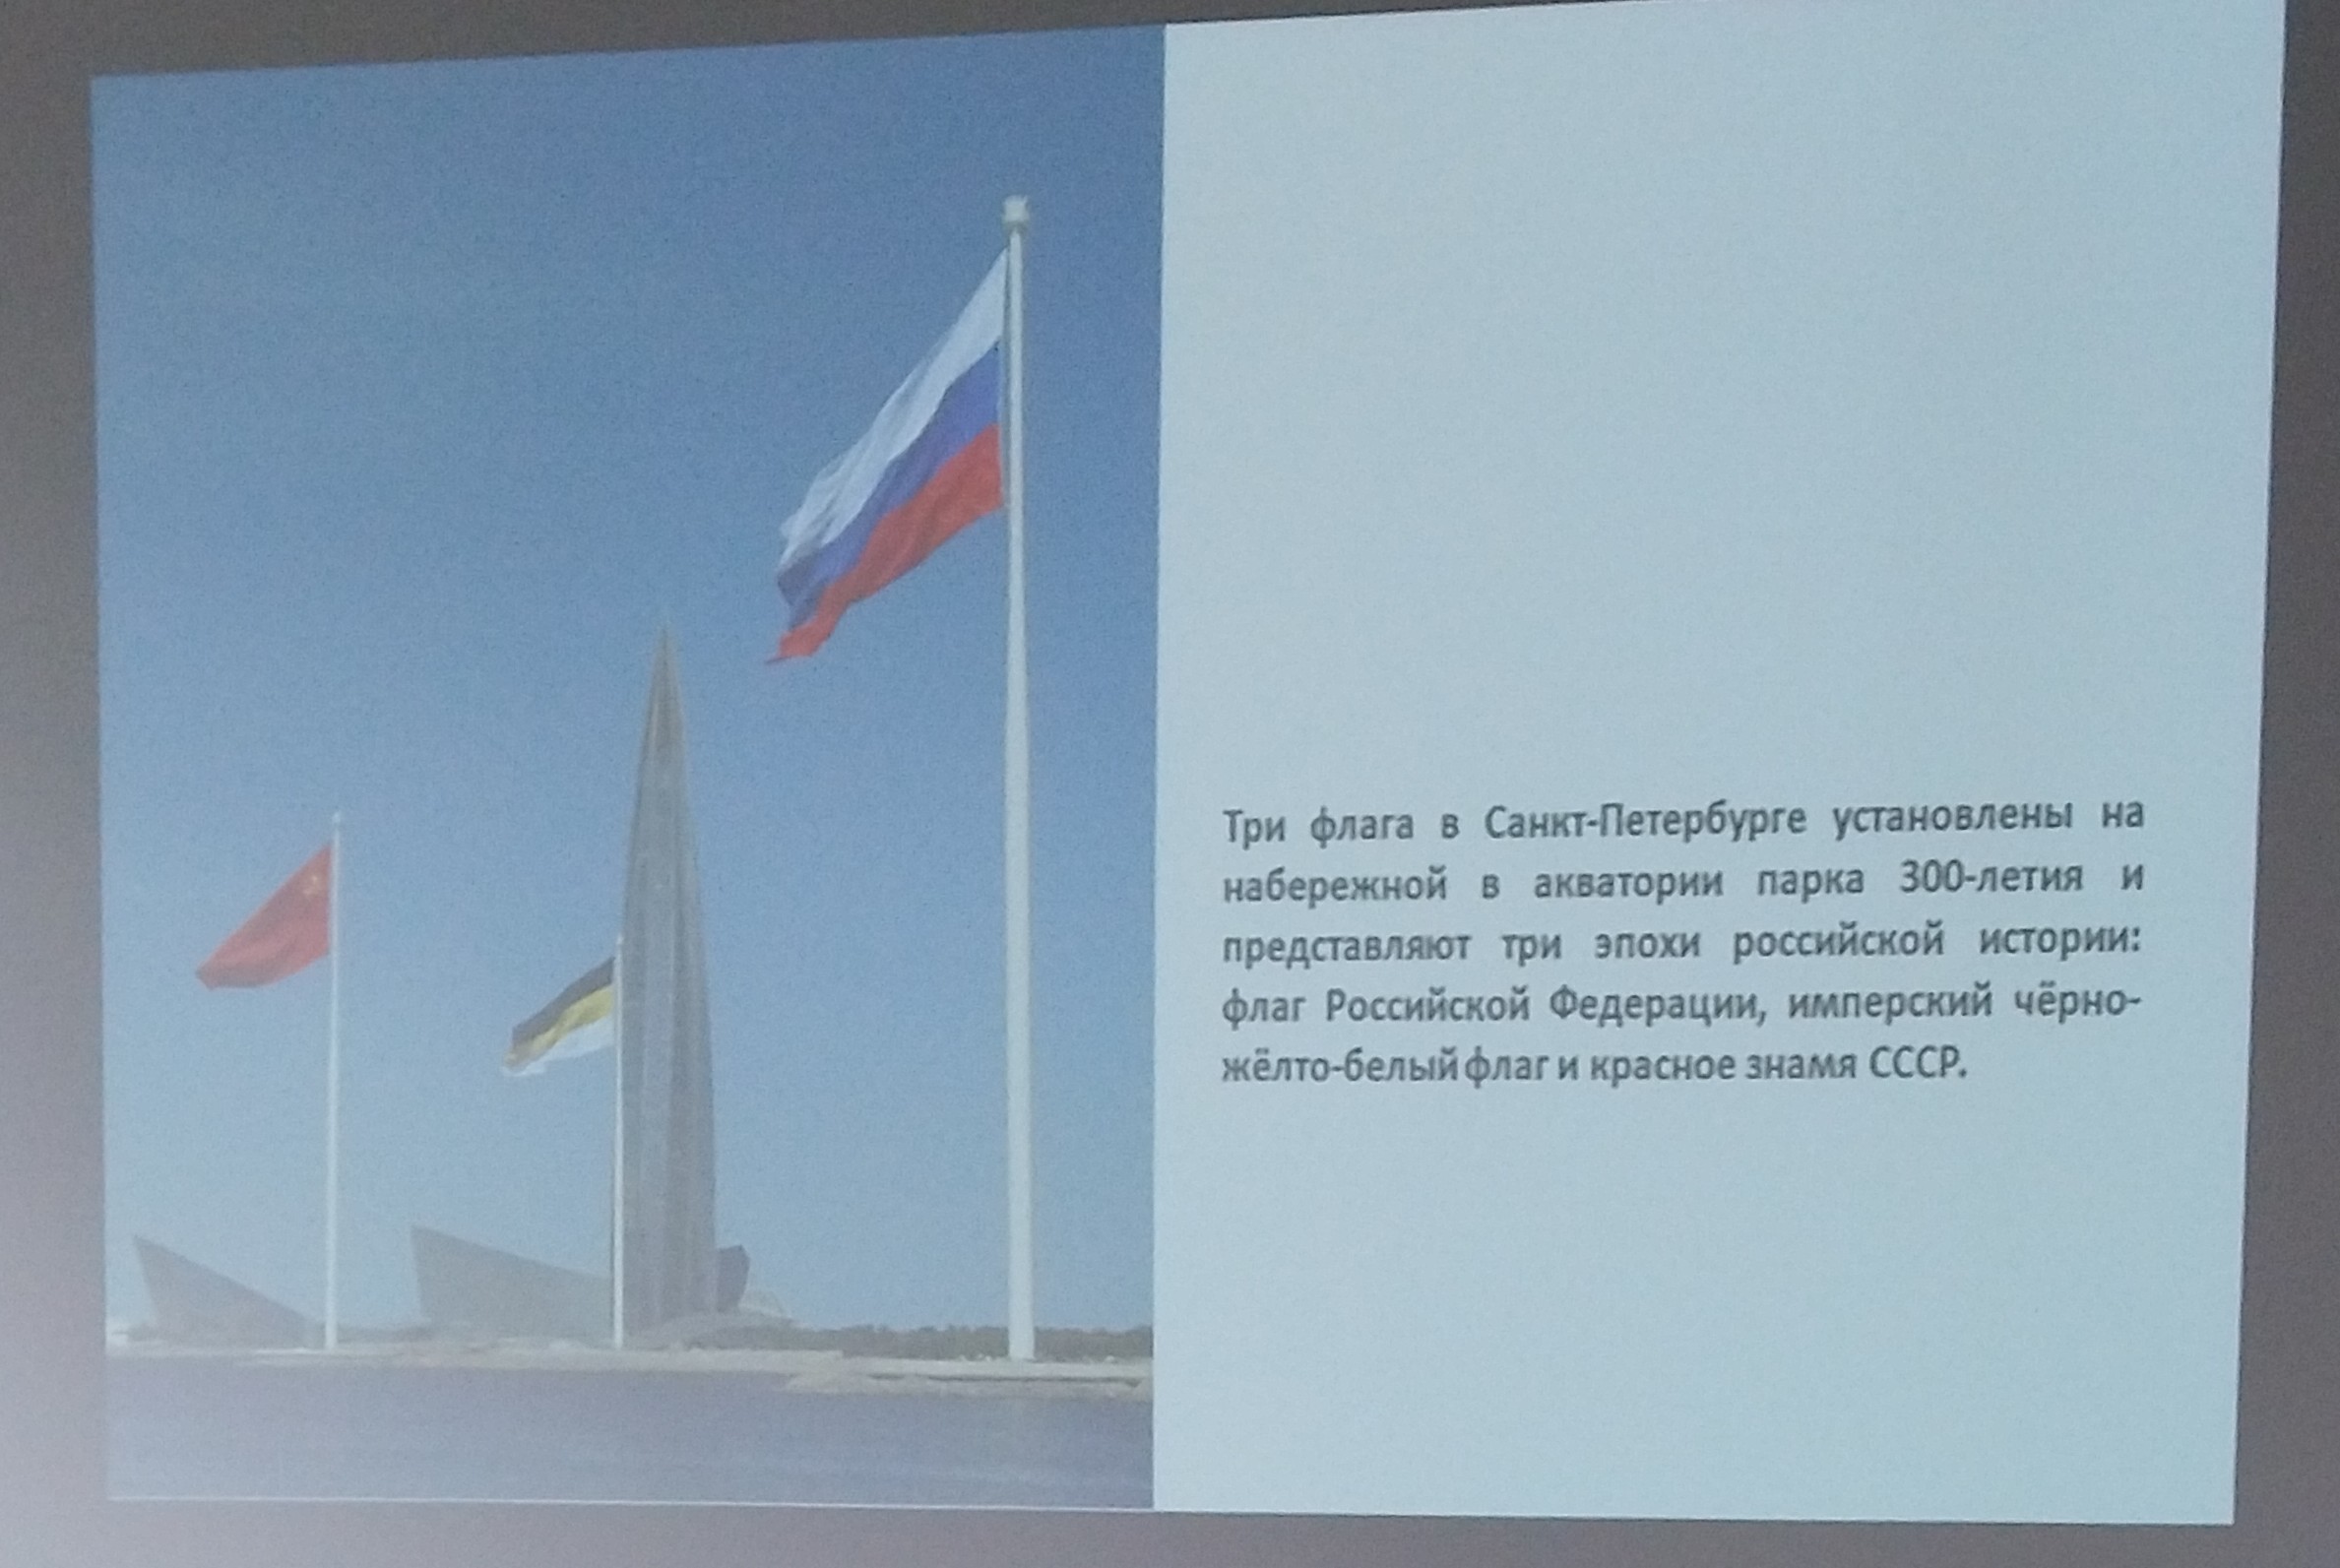 Три флага в Санкт-Петербурге установлены на
набережной в акватории парка 300-летия и
представляют три эпохи российской истории:
флаг Российской Федерации, имперский чёрно-
жёлто-белый флаг и красное знамя СССР.